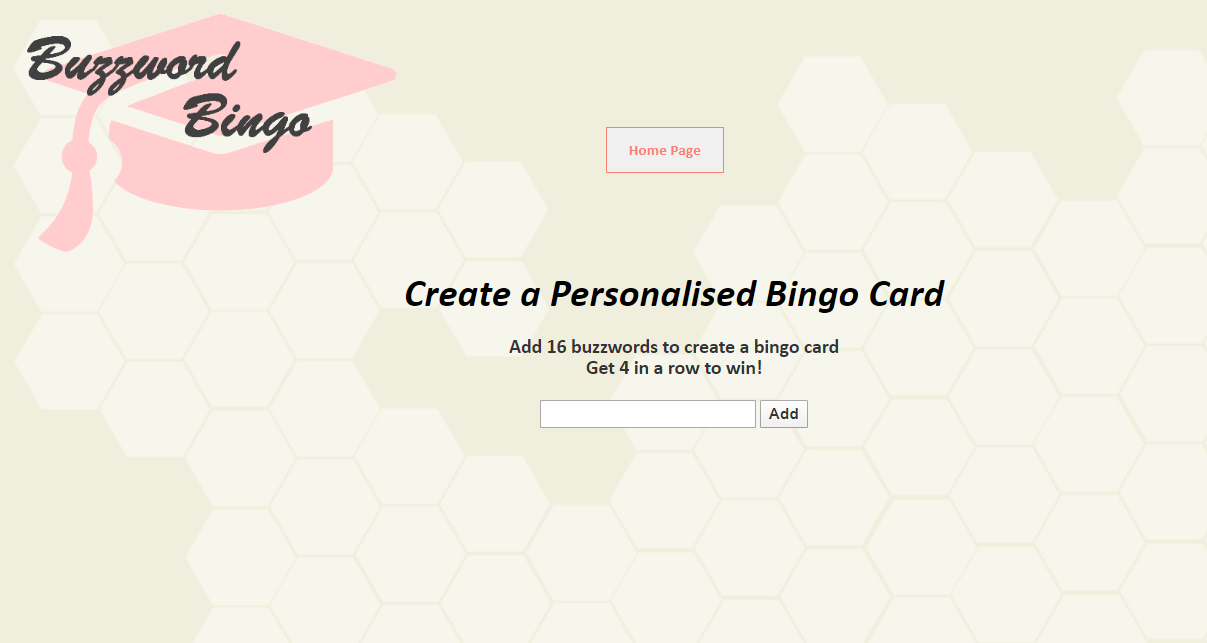 Buzzword
Bingo
Home Page
Create a Personalised Bingo Card
Add 16 buzzwords to create a bingo card
Get 4 in a row to win!
Add